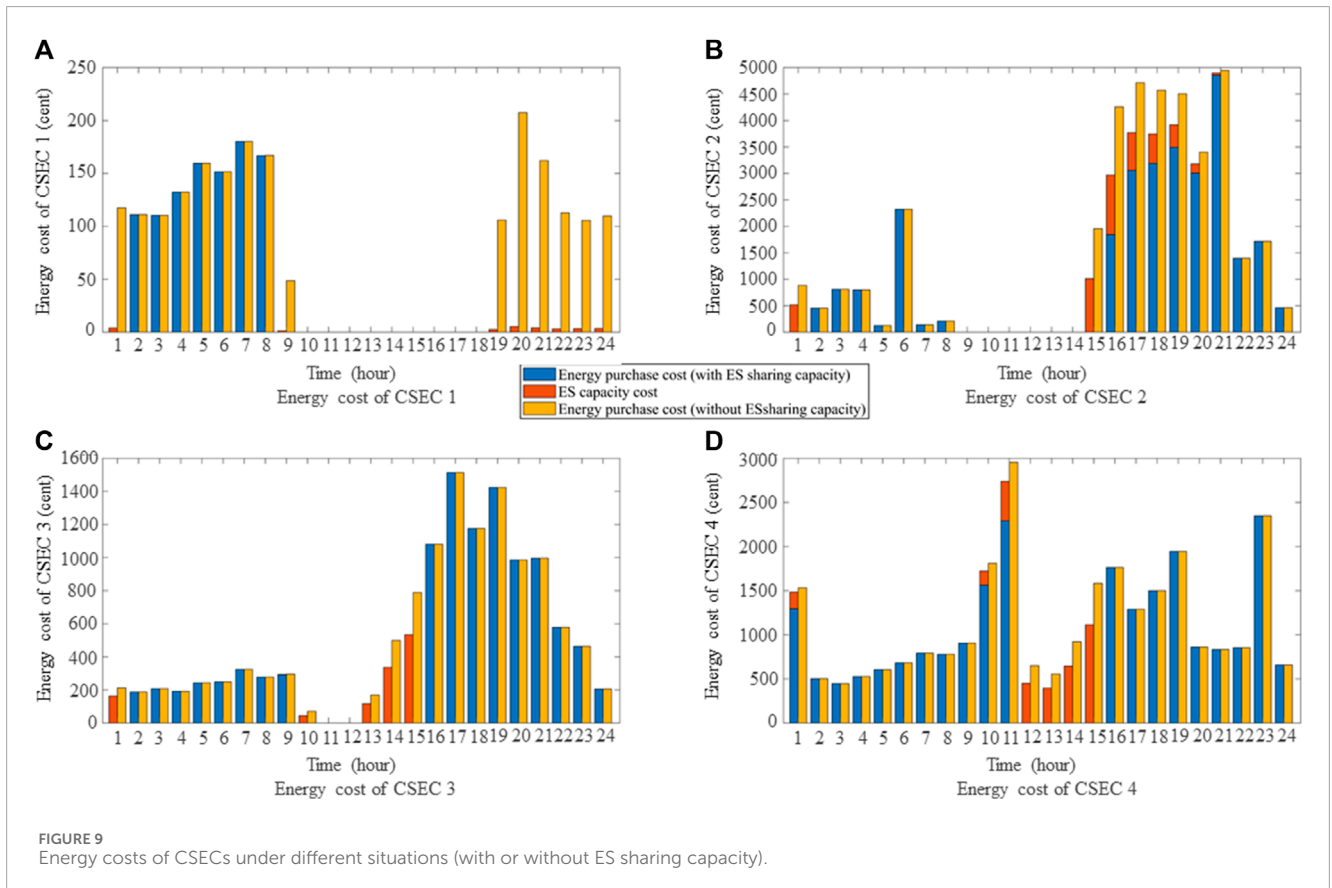 A
B
Energy cost of CSEC 1 (cent)
250
200
150
100
50
0
1 2 3 4 5 6 7 8 9 10 11 12 13 14 15 16 17 18 19 20 21 22 23 24
Time (hour)
Energy cost of CSEC 1
Energy cost of CSEC 2 (cent)
5000
4500
4000
3500
3000
2500
2000
1500
1000
500
0
1 2 3 4 5 6 7 8 9 10 11 12 13 14 15 16 17 18 19 20 21 22 23 24
Time (hour)
Energy cost of CSEC 2
Energy purchase cost (with ES sharing capacity)
ES capacity cost
Energy purchase cost (without ESsharing capacity)
C
D
Energy cost of CSEC 3 (cent)
1600
1400
1200
1000
800
600
400
200
0
1 2 3 4 5 6 7 8 9 10 11 12 13 14 15 16 17 18 19 20 21 22 23 24
Time (hour)
Energy cost of CSEC 3
Energy cost of CSEC 4 (cent)
3000
2500
2000
1500
1000
500
0
1 2 3 4 5 6 7 8 9 10 11 12 13 14 15 16 17 18 19 20 21 22 23 24
Time (hour)
Energy cost of CSEC 4
FIGURE 9
Energy costs of CSECs under different situations (with or without ES sharing capacity).